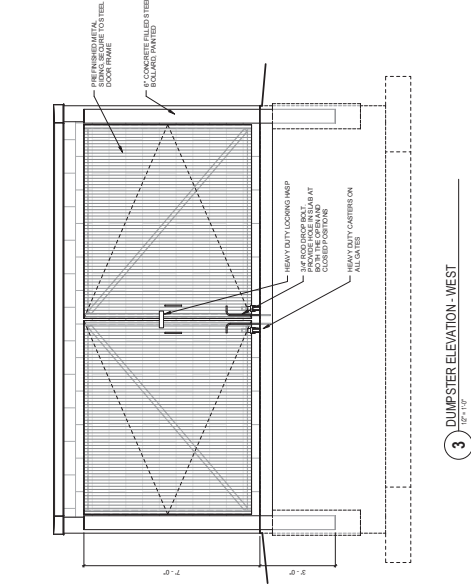 PREFINISHED METAL
SIDING, SECURE TO STEEL
DOOR FRAME
6" CONCRETE FILLED STEEL
BOLLARD, PAINTED
HEAVY DUTY LOCKING HASP
3/4" ROD DROP BOLT.
PROVIDE HOLE IN SLAB AT
BOTH THE OPEN AND
CLOSED POSITIONS
HEAVY DUTY CASTERS ON
ALL GATES
7' - 0"
3' - 0"
3
DUMPSTER ELEVATION - WEST
1/2" = 1'-0"